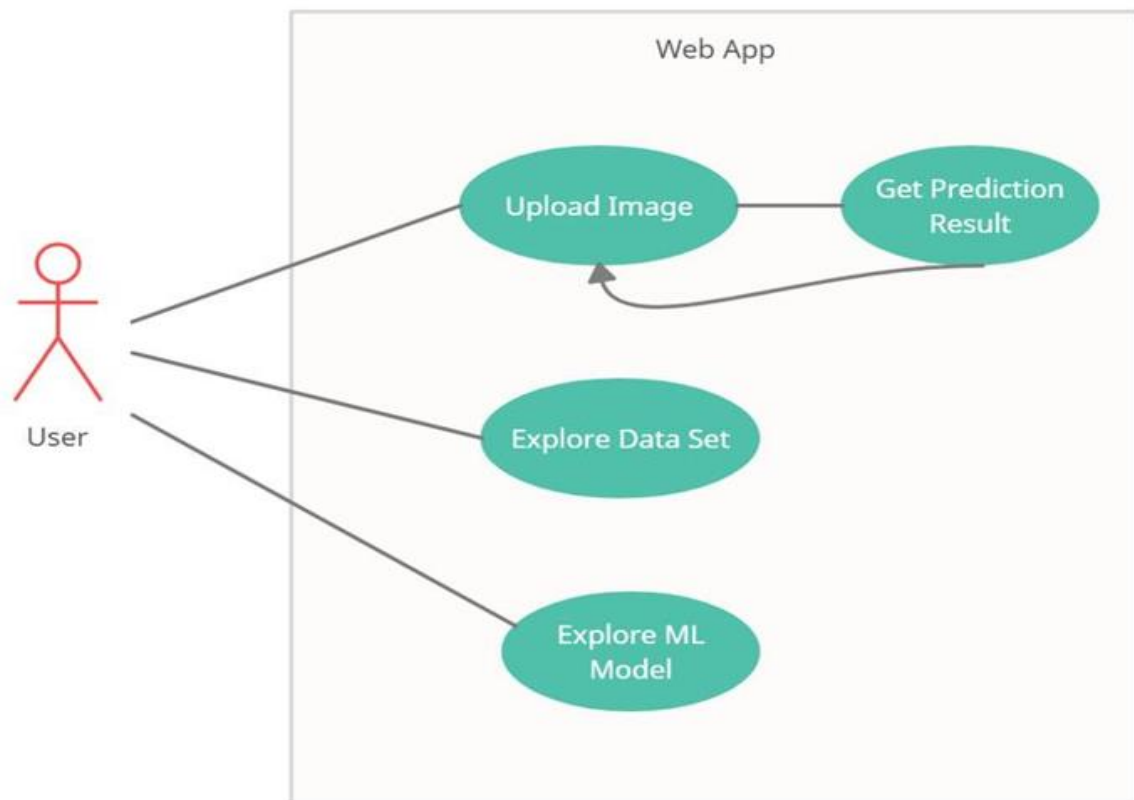 Web App
Upload Image
Get Prediction
Result
User
Explore Data Set
Explore ML
Model